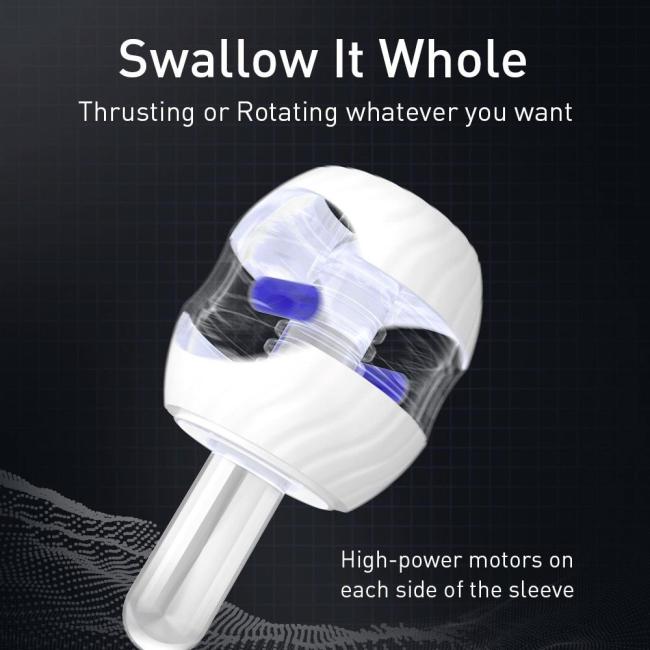 Swallow It Whole
Thrusting or Rotating whatever you want
High-power motors on
each side of the sleeve